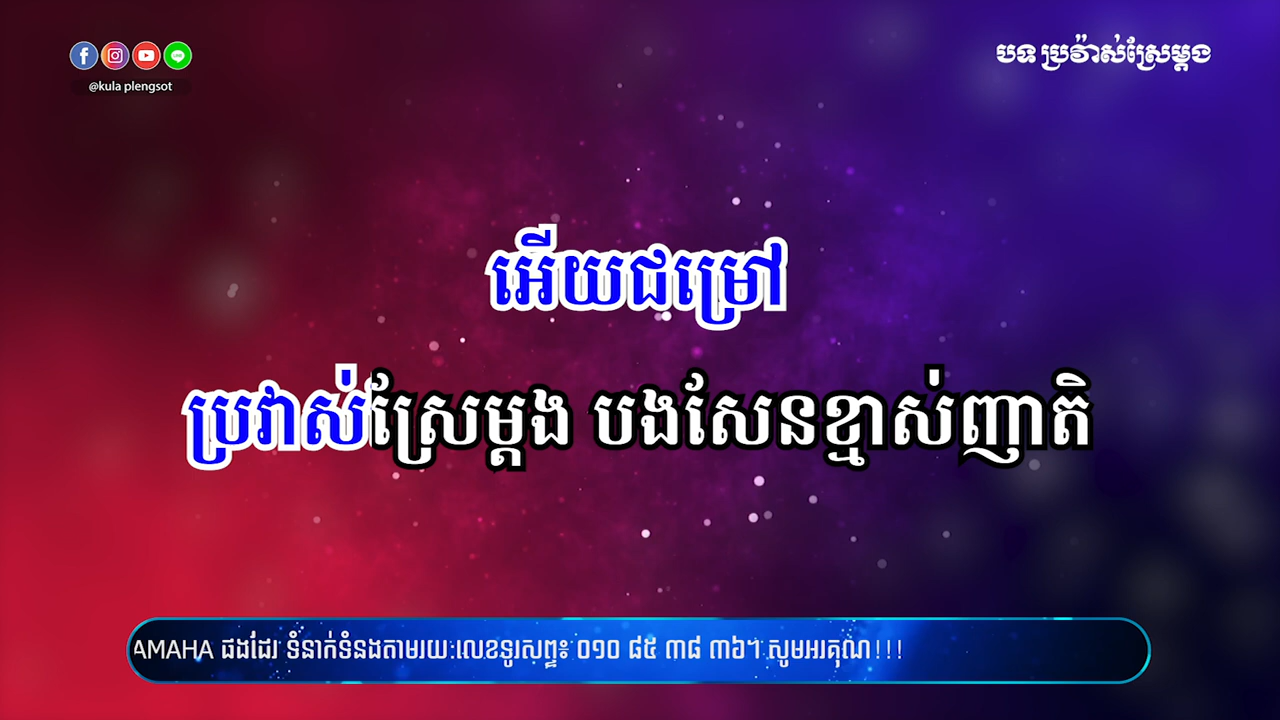 @kula plengsot
បទ ប្រវ៉ាស់ស្រែម្ដង
អើយជម្រៅ
ប្រវាស់ស្រែម្ដង បងសែនខ្មាស់ញាតិ
AMAHA ផងដែរ ទំនាក់ទំនងតាមរយៈលេខទូរសព្ទ៖ ០១០ ៨៥ ៣៨ ៣៦។ សូមអរគុណ!!!